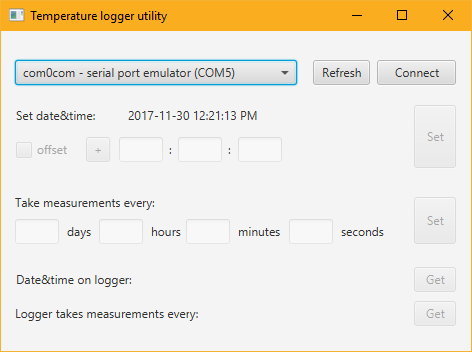 Temperature logger utility
com0com - serial port emulator (COM5) Refresh Connect
Set date&time: 2017-11-30 12:21:13 PM
Set
offset + : :
Take measurements every:
Set
days hours minutes seconds
Date&time on logger: Get
Logger takes measurements every: Get